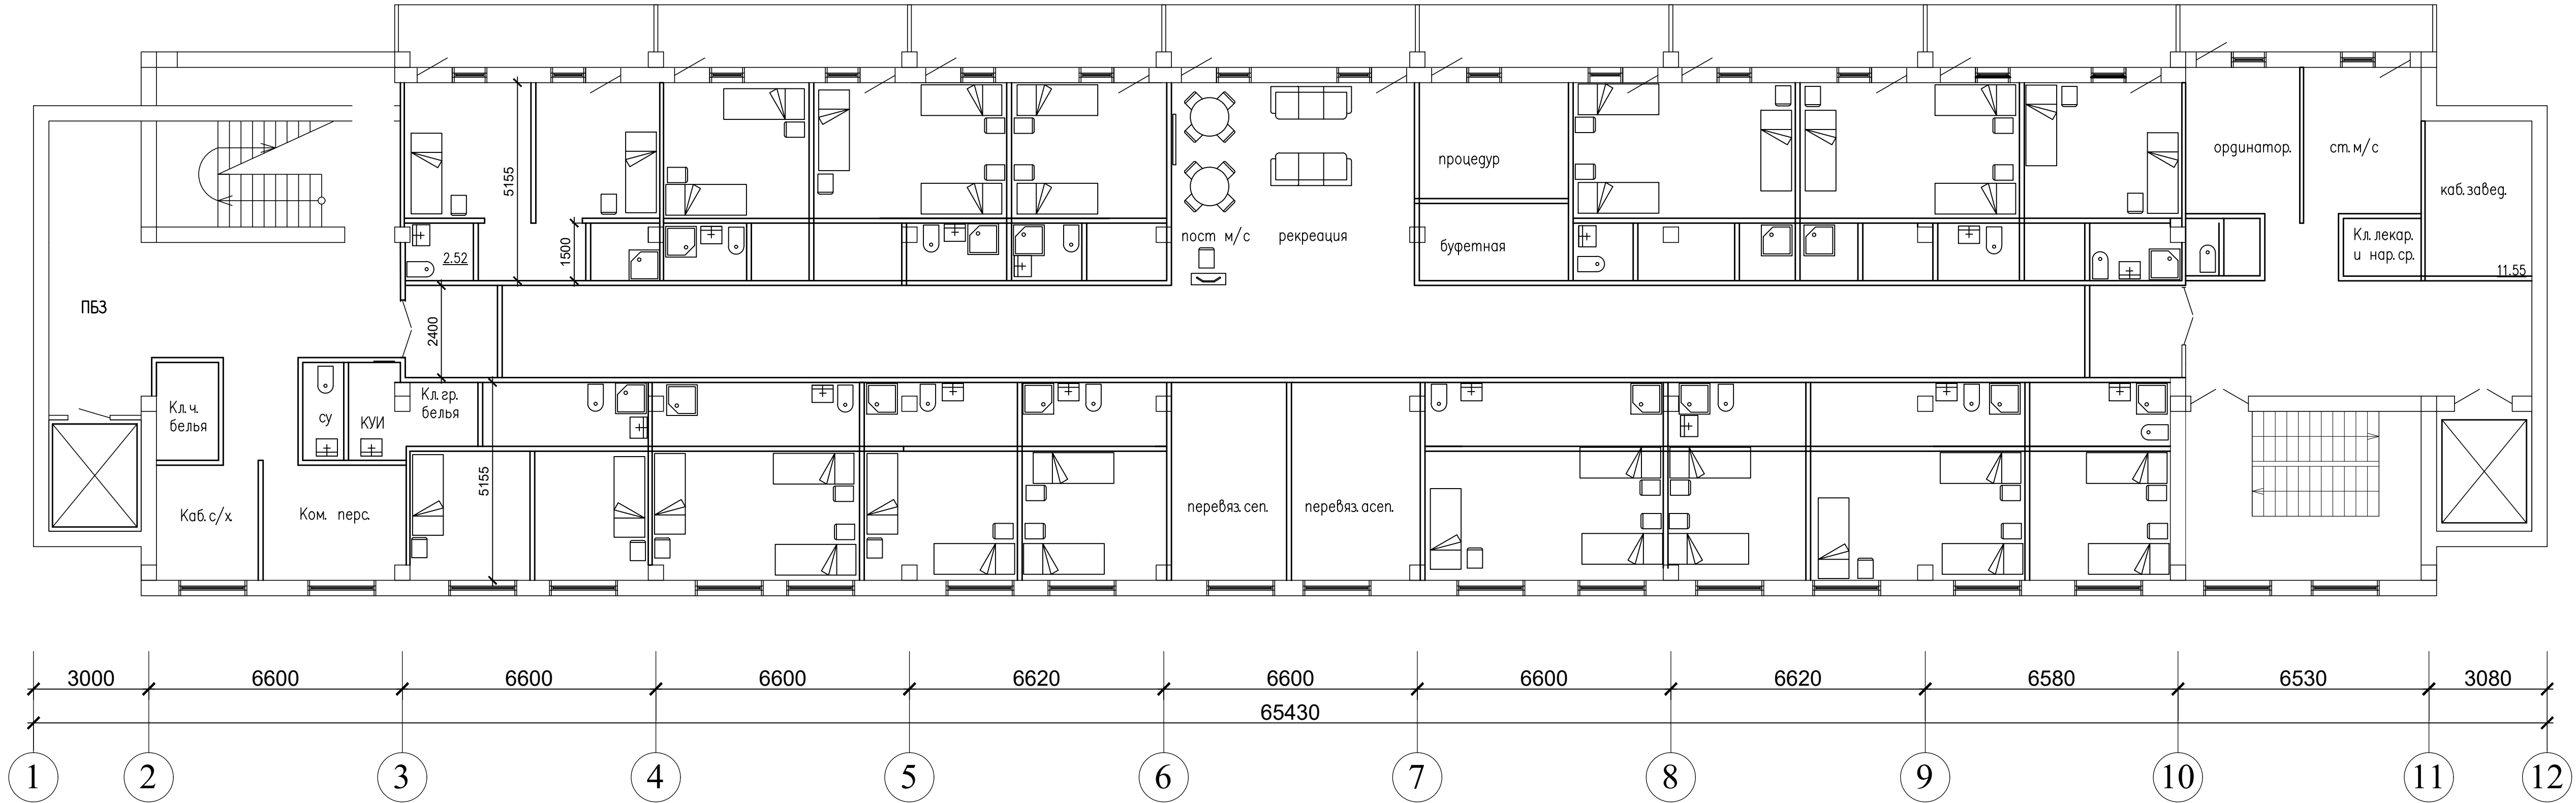 процедур
ординатор.
ст. м/с
каб. завед.
5155
1500
2.52
пост м/с
рекреация
буфетная
Кл. лекар.
и нар. ср.
11.55
ПБЗ
2400
Кл. ч.
белья
су
КУИ
Кл. гр.
белья
5155
Каб. с/х.
Ком. перс.
перевяз. сеп.
перевяз. асеп.
3000 6600 6600 6600 6620 6600 6600 6620 6580 6530 3080
65430
1 2 3 4 5 6 7 8 9 10 11 12